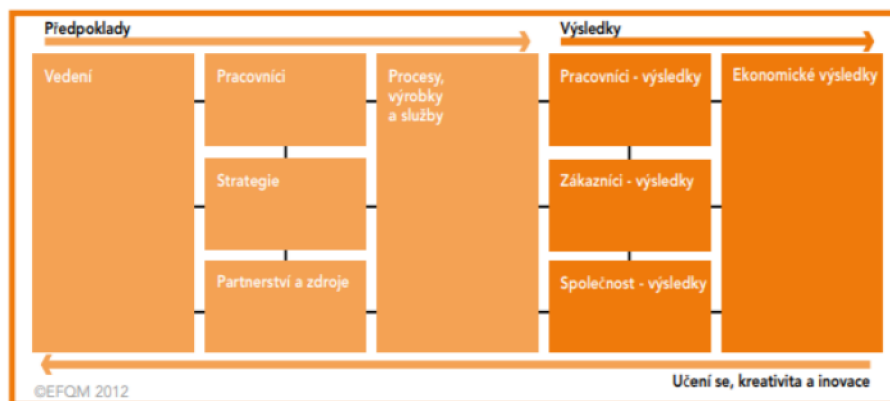 Předpoklady
Výsledky
Vedení
Pracovníci
Procesy,
výrobky
a služby
Pracovníci - výsledky
Ekonomické výsledky
Strategie
Zákazníci - výsledky
Partnerství a zdroje
Společnost - výsledky
Učení se, kreativita a inovace
©EFQM 2012